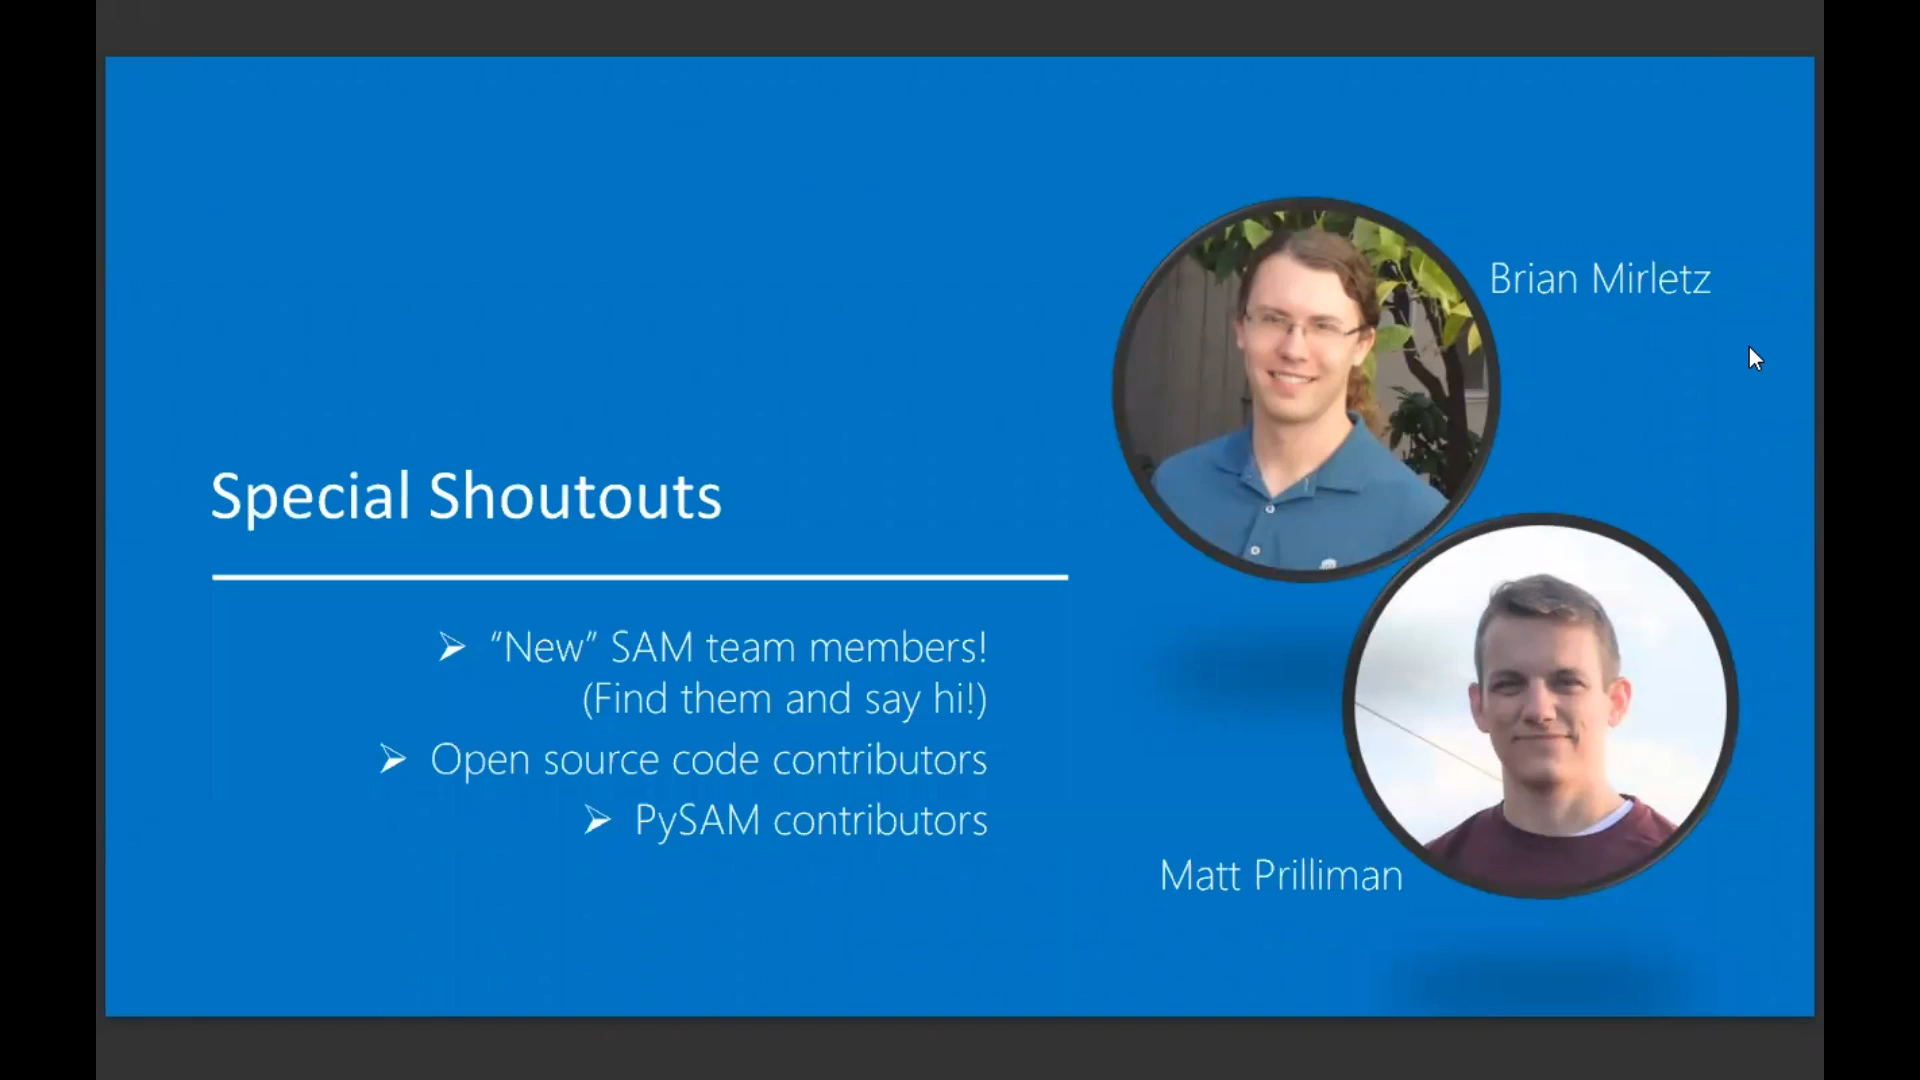 Special Shoutouts
“New” SAM team members!
(Find them and say hi!)
Open source code contributors
PySAM contributors
Brian Mirletz
Matt Prilliman